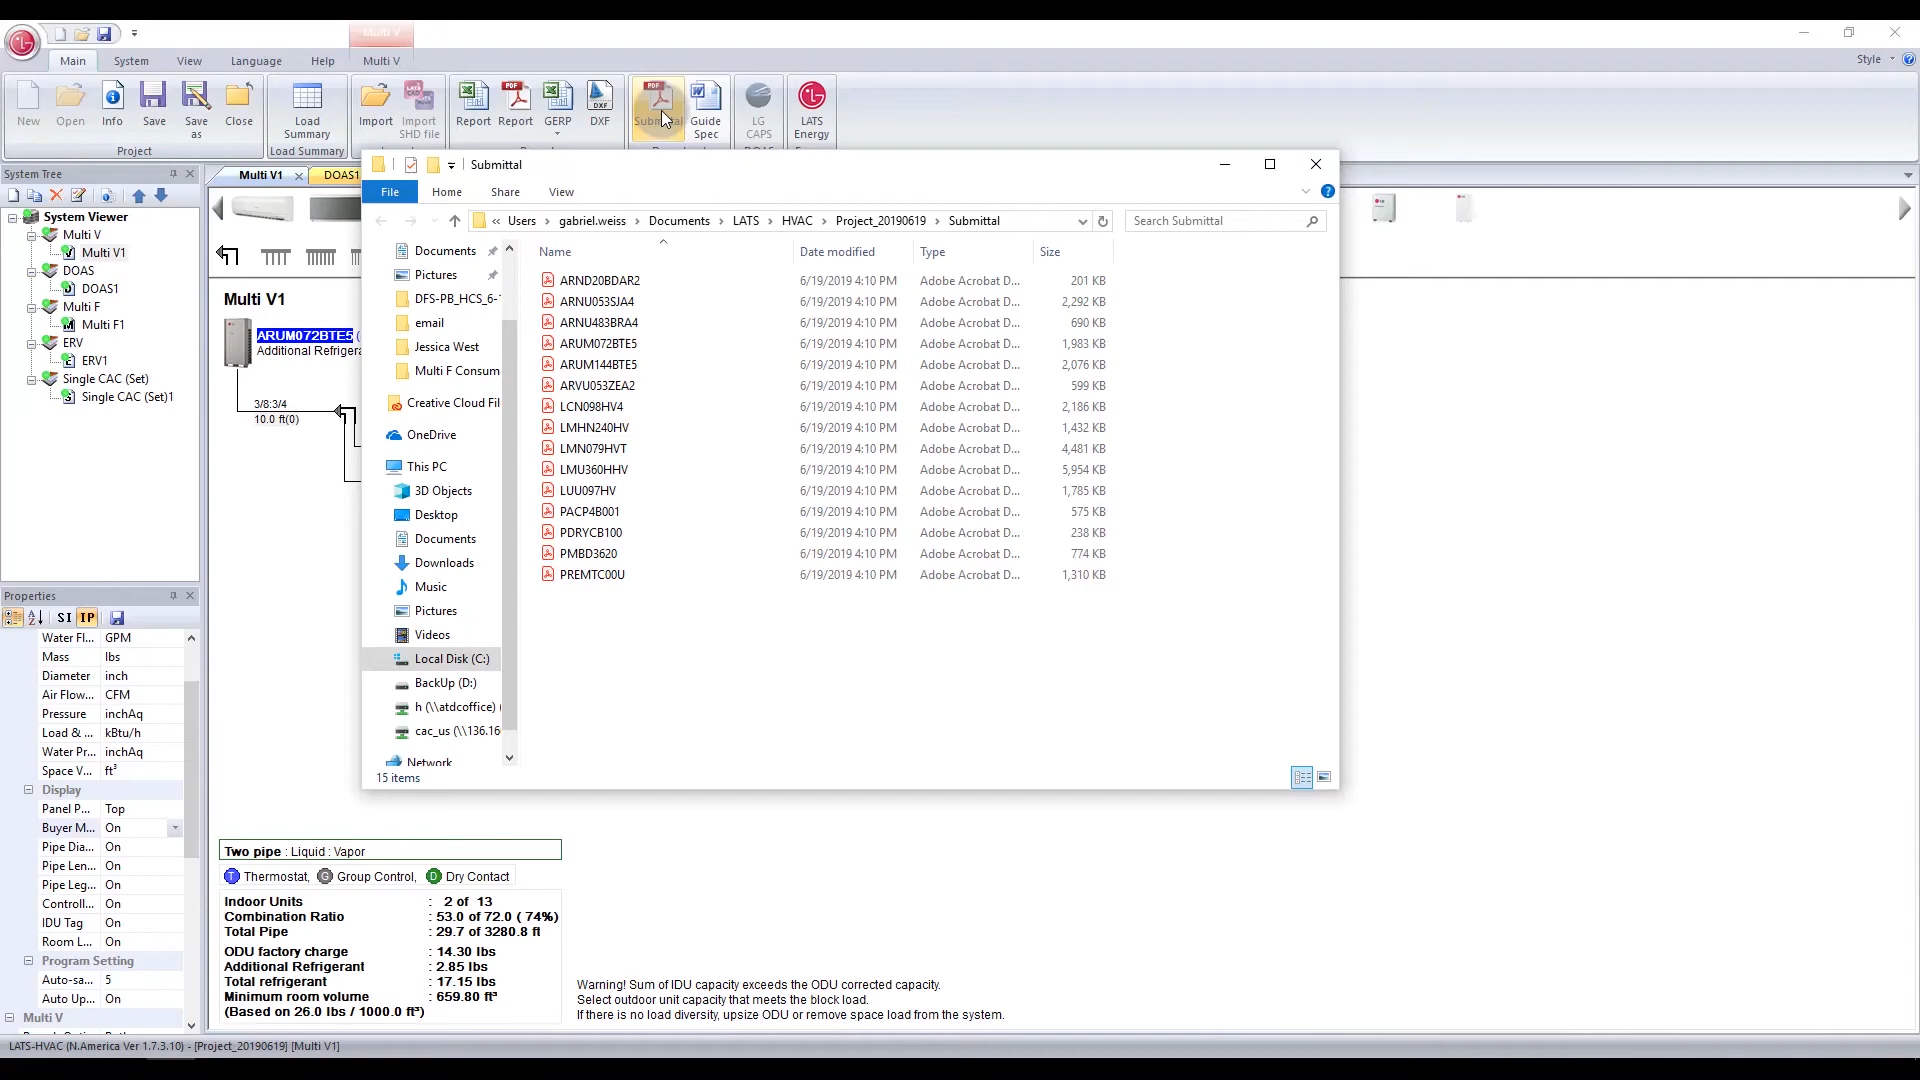 Multi V
Main System View Language Help Multi V Style
New Open Info Save Save as Close Load Summary Import Import SHD file Report Report GERP DXF Submittal Guide Spec LG CAPS LATS Energy
Project Load Summary
System Tree
Multi V1 DOAS1
System Viewer
Multi V
Multi V1
DOAS
DOAS1
Multi F
Multi F1
ERV
ERV1
Single CAC (Set)
Single CAC (Set)1
Properties
SI IP
Water Fl... GPM
Mass lbs
Diameter inch
Air Flow... CFM
Pressure inchAq
Load & ... kBtu/h
Water Pr... inchAq
Space V... ft³
Display
Panel P... Top
Buyer M... On
Pipe Dia... On
Pipe Len... On
Pipe Leg... On
Controll... On
IDU Tag On
Room L... On
Program Setting
Auto-sa... 5
Auto Up... On
Multi V
Multi V1
ARUM072BTE5 (
Additional Refrigera
3/8:3/4
10.0 ft(0)
Submittal
File Home Share View
« Users › gabriel.weiss › Documents › LATS › HVAC › Project_20190619 › Submittal
Search Submittal
Documents
Pictures
DFS-PB_HCS_6-1
email
Jessica West
Multi F Consum
Creative Cloud Fil
OneDrive
This PC
3D Objects
Desktop
Documents
Downloads
Music
Pictures
Videos
Local Disk (C:)
BackUp (D:)
h (\\atdcoffice) (
cac_us (\\136.16
Network
Name Date modified Type Size
ARND20BDAR2 6/19/2019 4:10 PM Adobe Acrobat D... 201 KB
ARNU053SJA4 6/19/2019 4:10 PM Adobe Acrobat D... 2,292 KB
ARNU483BRA4 6/19/2019 4:10 PM Adobe Acrobat D... 690 KB
ARUM072BTE5 6/19/2019 4:10 PM Adobe Acrobat D... 1,983 KB
ARUM144BTE5 6/19/2019 4:10 PM Adobe Acrobat D... 2,076 KB
ARVU053ZEA2 6/19/2019 4:10 PM Adobe Acrobat D... 599 KB
LCN098HV4 6/19/2019 4:10 PM Adobe Acrobat D... 2,186 KB
LMHN240HV 6/19/2019 4:10 PM Adobe Acrobat D... 1,432 KB
LMN079HVT 6/19/2019 4:10 PM Adobe Acrobat D... 4,481 KB
LMU360HHV 6/19/2019 4:10 PM Adobe Acrobat D... 5,954 KB
LUU097HV 6/19/2019 4:10 PM Adobe Acrobat D... 1,785 KB
PACP4B001 6/19/2019 4:10 PM Adobe Acrobat D... 575 KB
PDRYCB100 6/19/2019 4:10 PM Adobe Acrobat D... 238 KB
PMBD3620 6/19/2019 4:10 PM Adobe Acrobat D... 774 KB
PREMTC00U 6/19/2019 4:10 PM Adobe Acrobat D... 1,310 KB
15 items
Two pipe : Liquid : Vapor
T Thermostat, G Group Control, D Dry Contact
Indoor Units : 2 of 13
Combination Ratio : 53.0 of 72.0 ( 74%)
Total Pipe : 29.7 of 3280.8 ft
ODU factory charge : 14.30 lbs
Additional Refrigerant : 2.85 lbs
Total refrigerant : 17.15 lbs
Minimum room volume : 659.80 ft³
(Based on 26.0 lbs / 1000.0 ft³)
Warning! Sum of IDU capacity exceeds the ODU corrected capacity.
Select outdoor unit capacity that meets the block load.
If there is no load diversity, upsize ODU or remove space load from the system.
LATS-HVAC (N.America Ver 1.7.3.10) - [Project_20190619] [Multi V1]